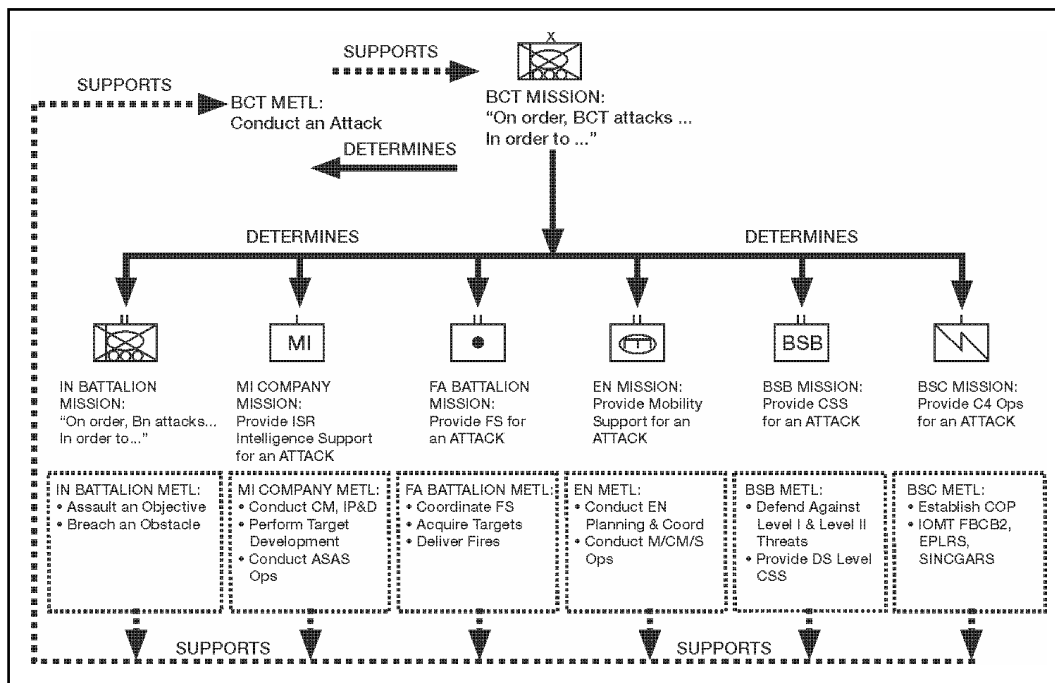 X
SUPPORTS
SUPPORTS
BCT METL:
Conduct an Attack
BCT MISSION:
“On order, BCT attacks ...
In order to ...”
DETERMINES
DETERMINES
DETERMINES
MI
BSB
IN BATTALION
MISSION:
“On order, Bn attacks...
In order to...”
MI COMPANY
MISSION:
Provide ISR
Intelligence Support
for an ATTACK
FA BATTALION
MISSION:
Provide FS for
an ATTACK
EN MISSION:
Provide Mobility
Support for an
ATTACK
BSB MISSION:
Provide CSS
for an ATTACK
BSC MISSION:
Provide C4 Ops
for an ATTACK
IN BATTALION METL:
• Assault an Objective
• Breach an Obstacle
MI COMPANY METL:
• Conduct CM, IP&D
• Perform Target
Development
• Conduct ASAS
Ops
FA BATTALION METL:
• Coordinate FS
• Acquire Targets
• Deliver Fires
EN METL:
• Conduct EN
Planning & Coord
• Conduct M/CM/S
Ops
BSB METL:
• Defend Against
Level I & Level II
Threats
• Provide DS Level
CSS
BSC METL:
• Establish COP
• IOMT FBCB2,
EPLRS,
SINCGARS
SUPPORTS
SUPPORTS